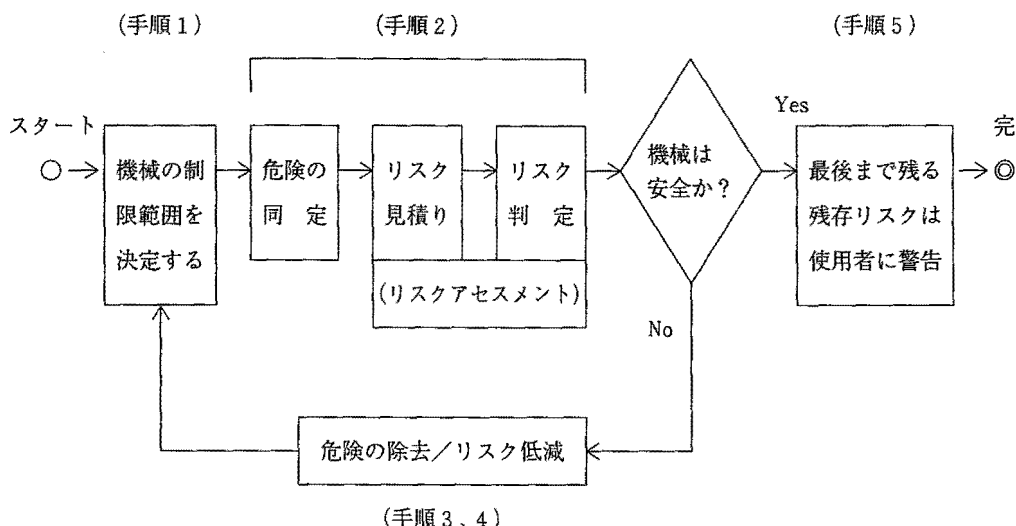 (手順1)
(手順2)
(手順5)
スタート
機械の制
限範囲を
決定する
危険の
同 定
リスク
見積り
リスク
判 定
(リスクアセスメント)
機械は
安全か?
Yes
No
最後まで残る
残存リスクは
使用者に警告
完
危険の除去/リスク低減
(手順3、4)